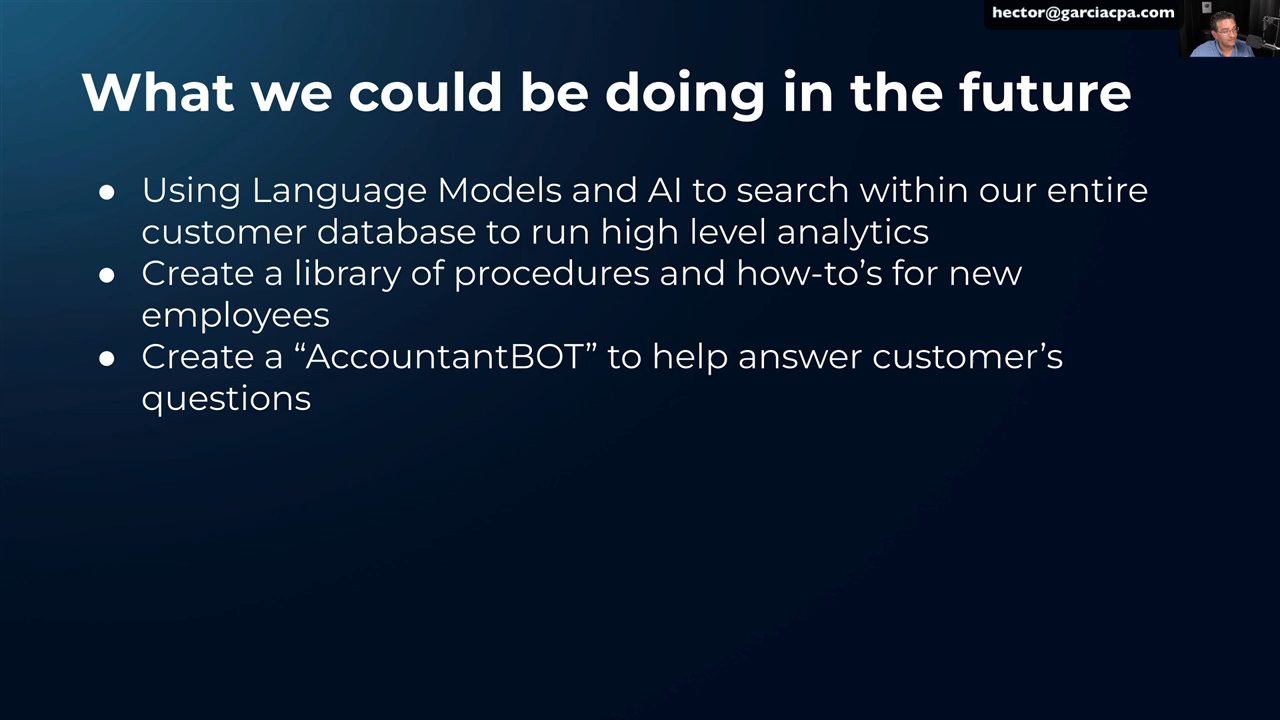 hector@garciacpa.com
What we could be doing in the future
● Using Language Models and AI to search within our entire
customer database to run high level analytics
● Create a library of procedures and how-to’s for new
employees
● Create a “AccountantBOT” to help answer customer’s
questions